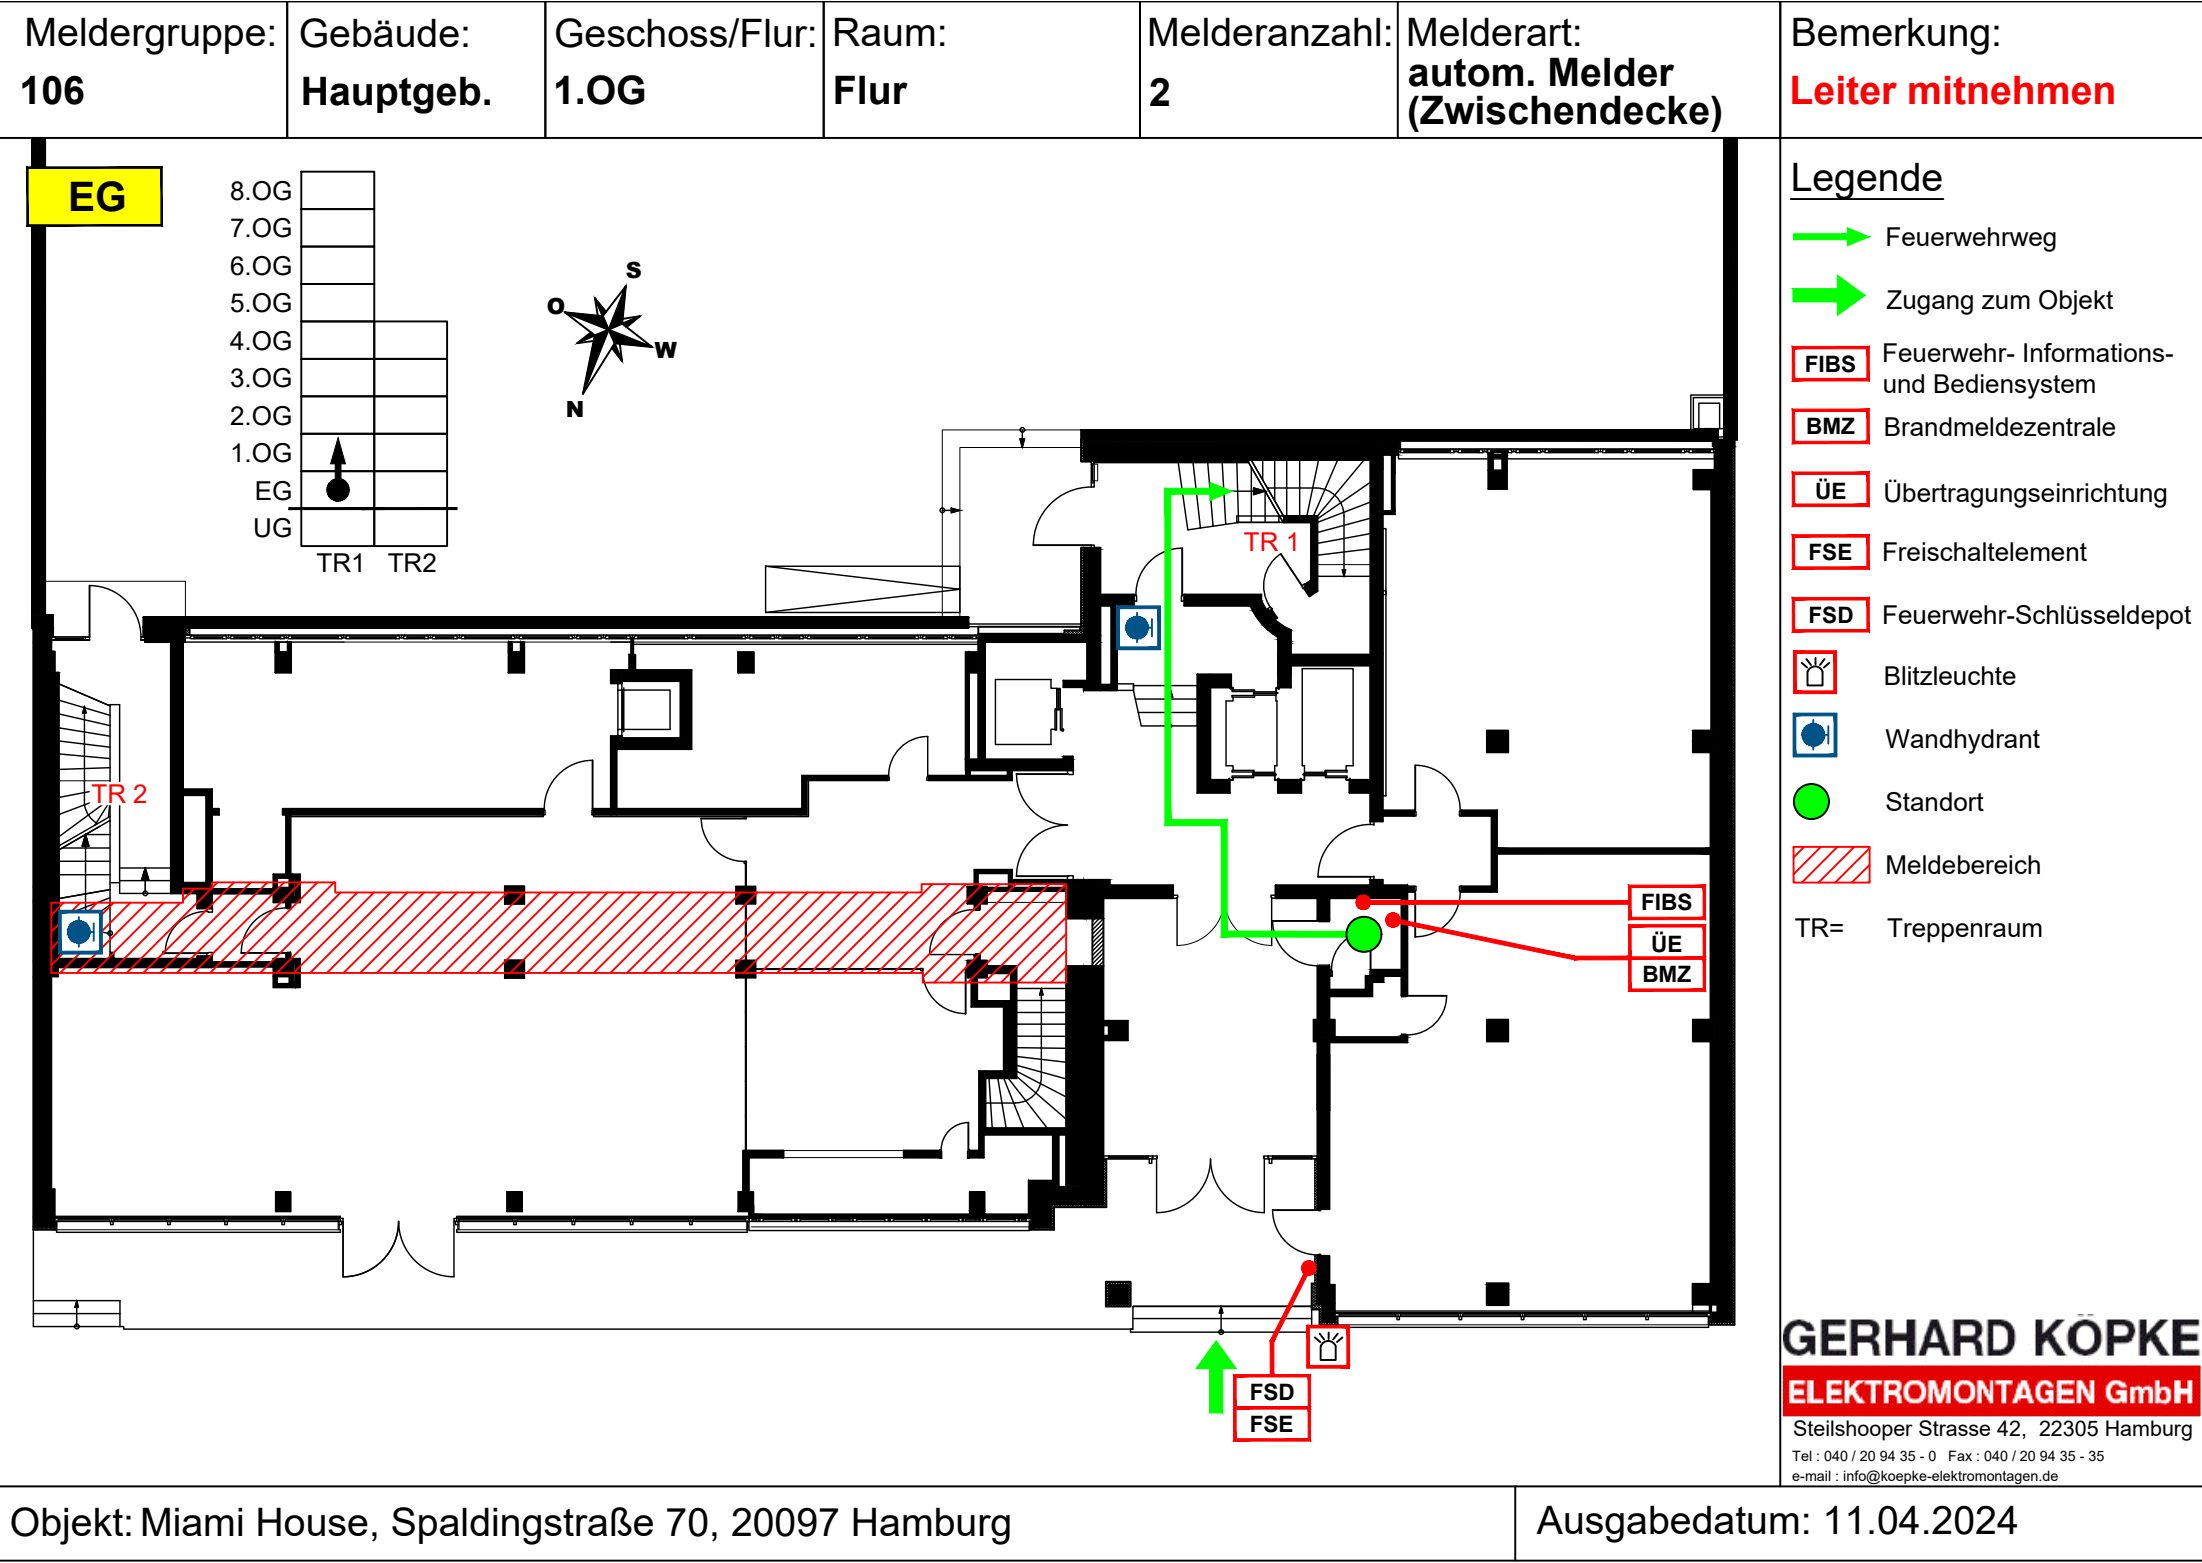 Meldergruppe:
106
Gebäude:
Hauptgeb.
Geschoss/Flur:
1.OG
Raum:
Flur
Melderanzahl:
2
Melderart:
autom. Melder
(Zwischendecke)
Bemerkung:
Leiter mitnehmen
EG
8.OG
7.OG
6.OG
5.OG
4.OG
3.OG
2.OG
1.OG
EG
UG
TR1 TR2
S
O
W
N
TR 1
TR 2
FIBS
ÜE
BMZ
FSD
FSE
Legende
Feuerwehrweg
Zugang zum Objekt
FIBS Feuerwehr- Informations-
und Bediensystem
BMZ Brandmeldezentrale
ÜE Übertragungseinrichtung
FSE Freischaltelement
FSD Feuerwehr-Schlüsseldepot
Blitzleuchte
Wandhydrant
Standort
Meldebereich
TR= Treppenraum
GERHARD KÖPKE
ELEKTROMONTAGEN GmbH
Steilshooper Strasse 42, 22305 Hamburg
Tel : 040 / 20 94 35 - 0 Fax : 040 / 20 94 35 - 35
e-mail : info@koepke-elektromontagen.de
Objekt: Miami House, Spaldingstraße 70, 20097 Hamburg
Ausgabedatum: 11.04.2024